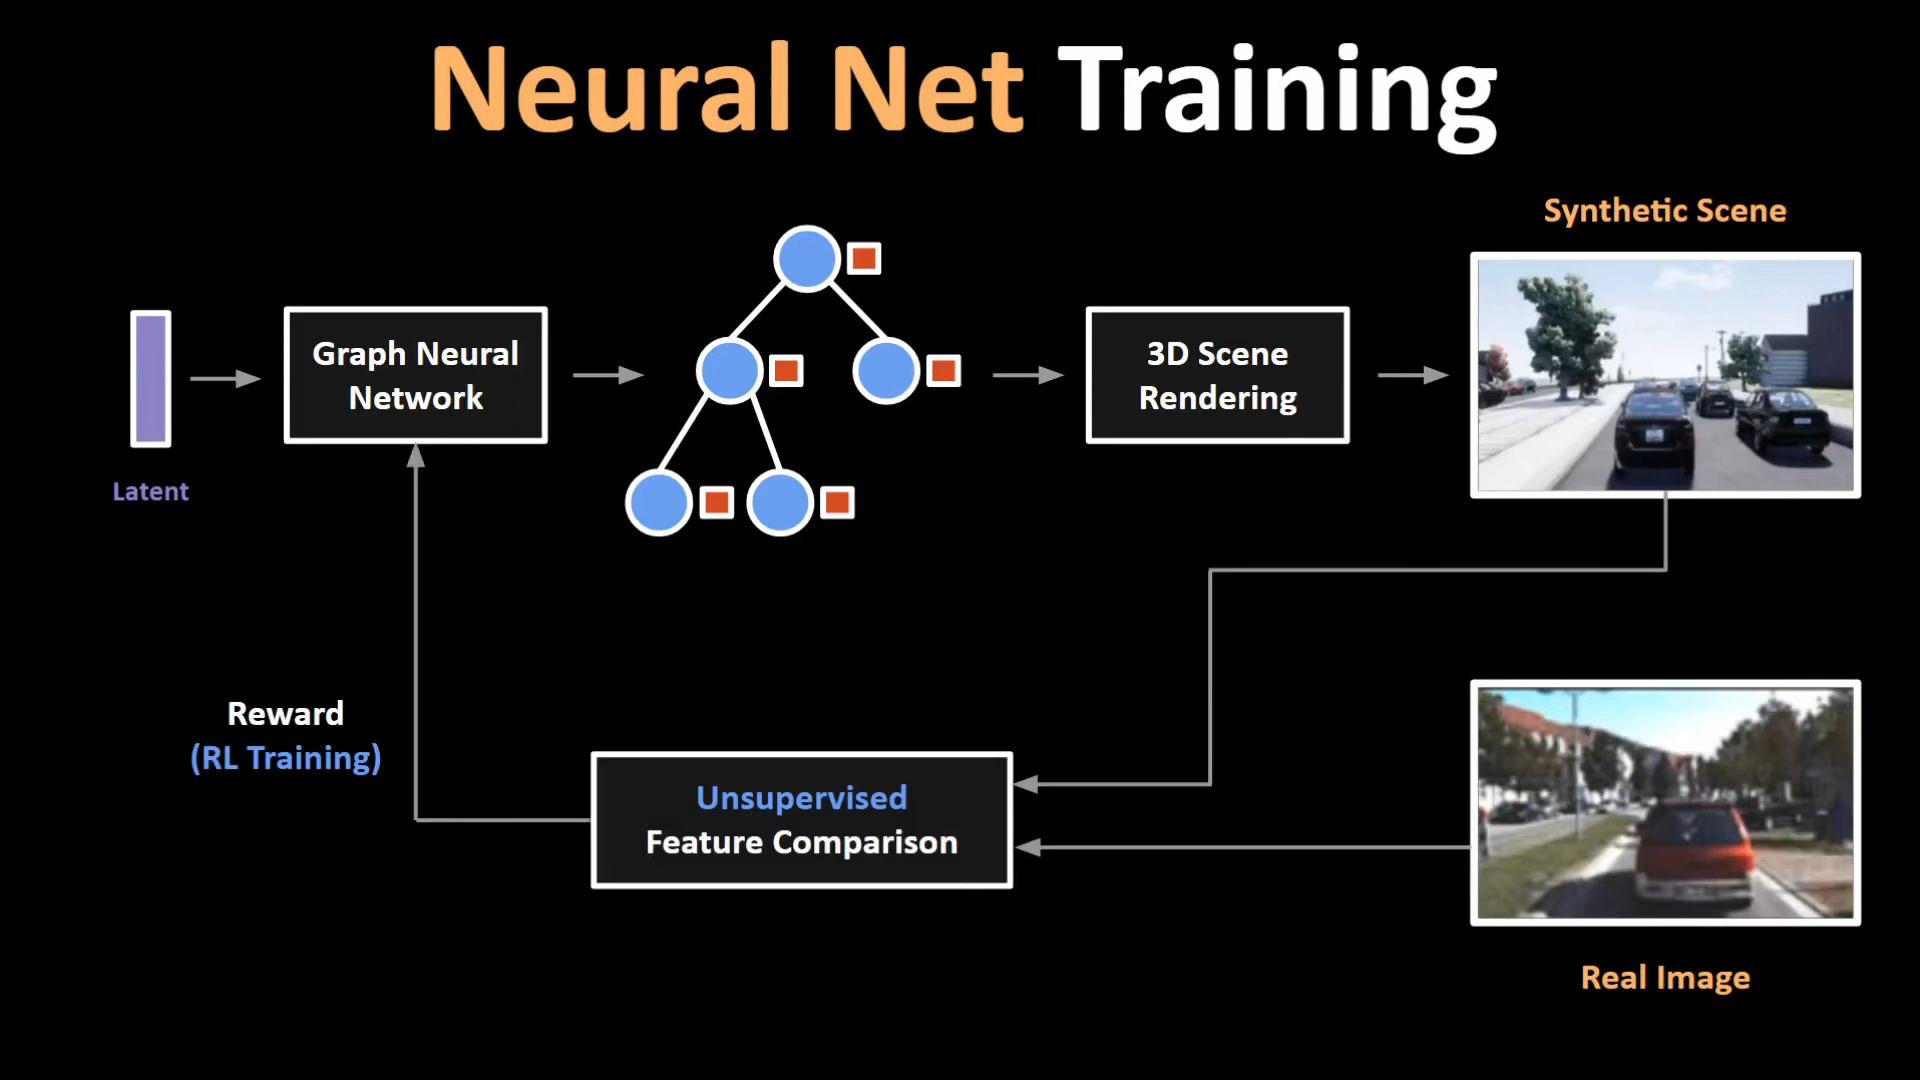 Neural Net Training
Synthetic Scene
Graph Neural
Network
3D Scene
Rendering
Latent
Reward
(RL Training)
Unsupervised
Feature Comparison
Real Image